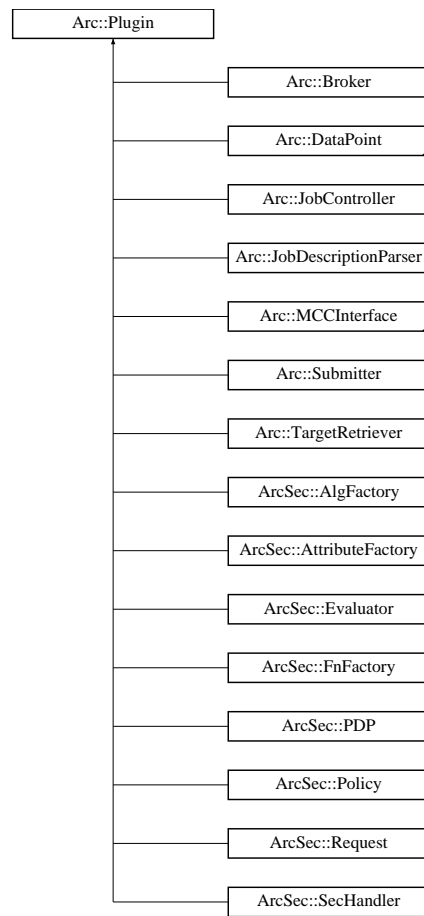 Arc::Plugin
Arc::Broker
Arc::DataPoint
Arc::JobController
Arc::JobDescriptionParser
Arc::MCCInterface
Arc::Submitter
Arc::TargetRetriever
ArcSec::AlgFactory
ArcSec::AttributeFactory
ArcSec::Evaluator
ArcSec::FnFactory
ArcSec::PDP
ArcSec::Policy
ArcSec::Request
ArcSec::SecHandler